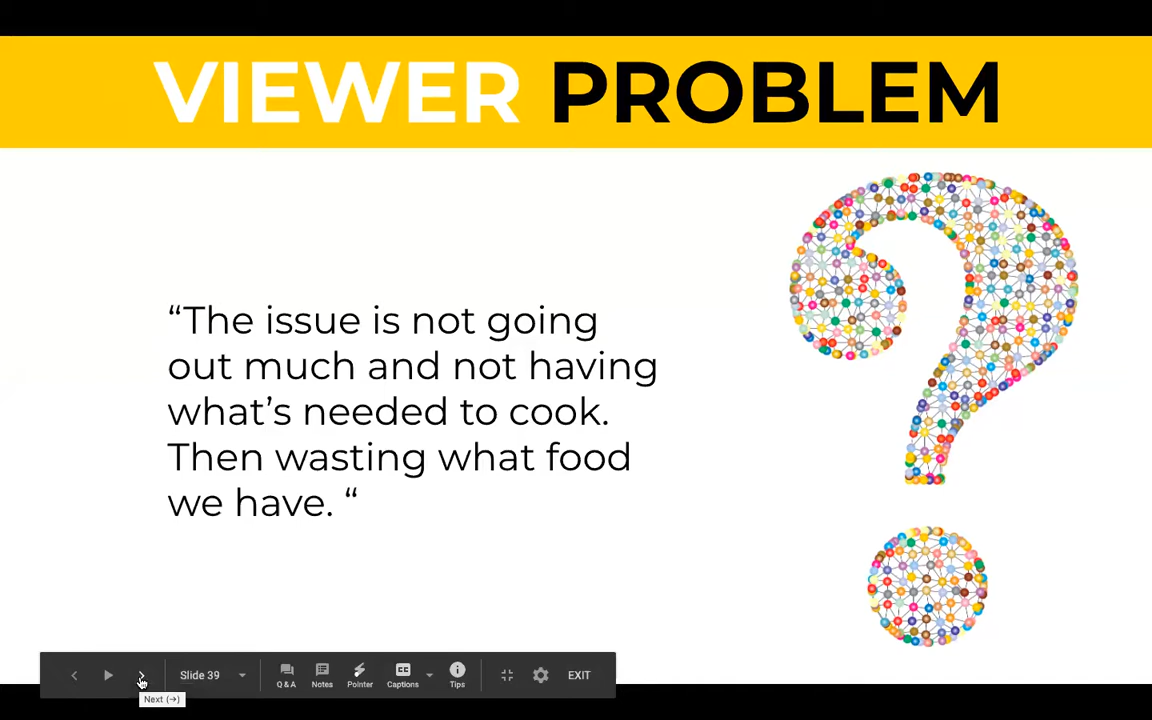 VIEWER PROBLEM
“The issue is not going
out much and not having
what’s needed to cook.
Then wasting what food
we have. “
Slide 39
Q & A
Notes
Pointer
CC
Captions
Tips
EXIT
Next (→)